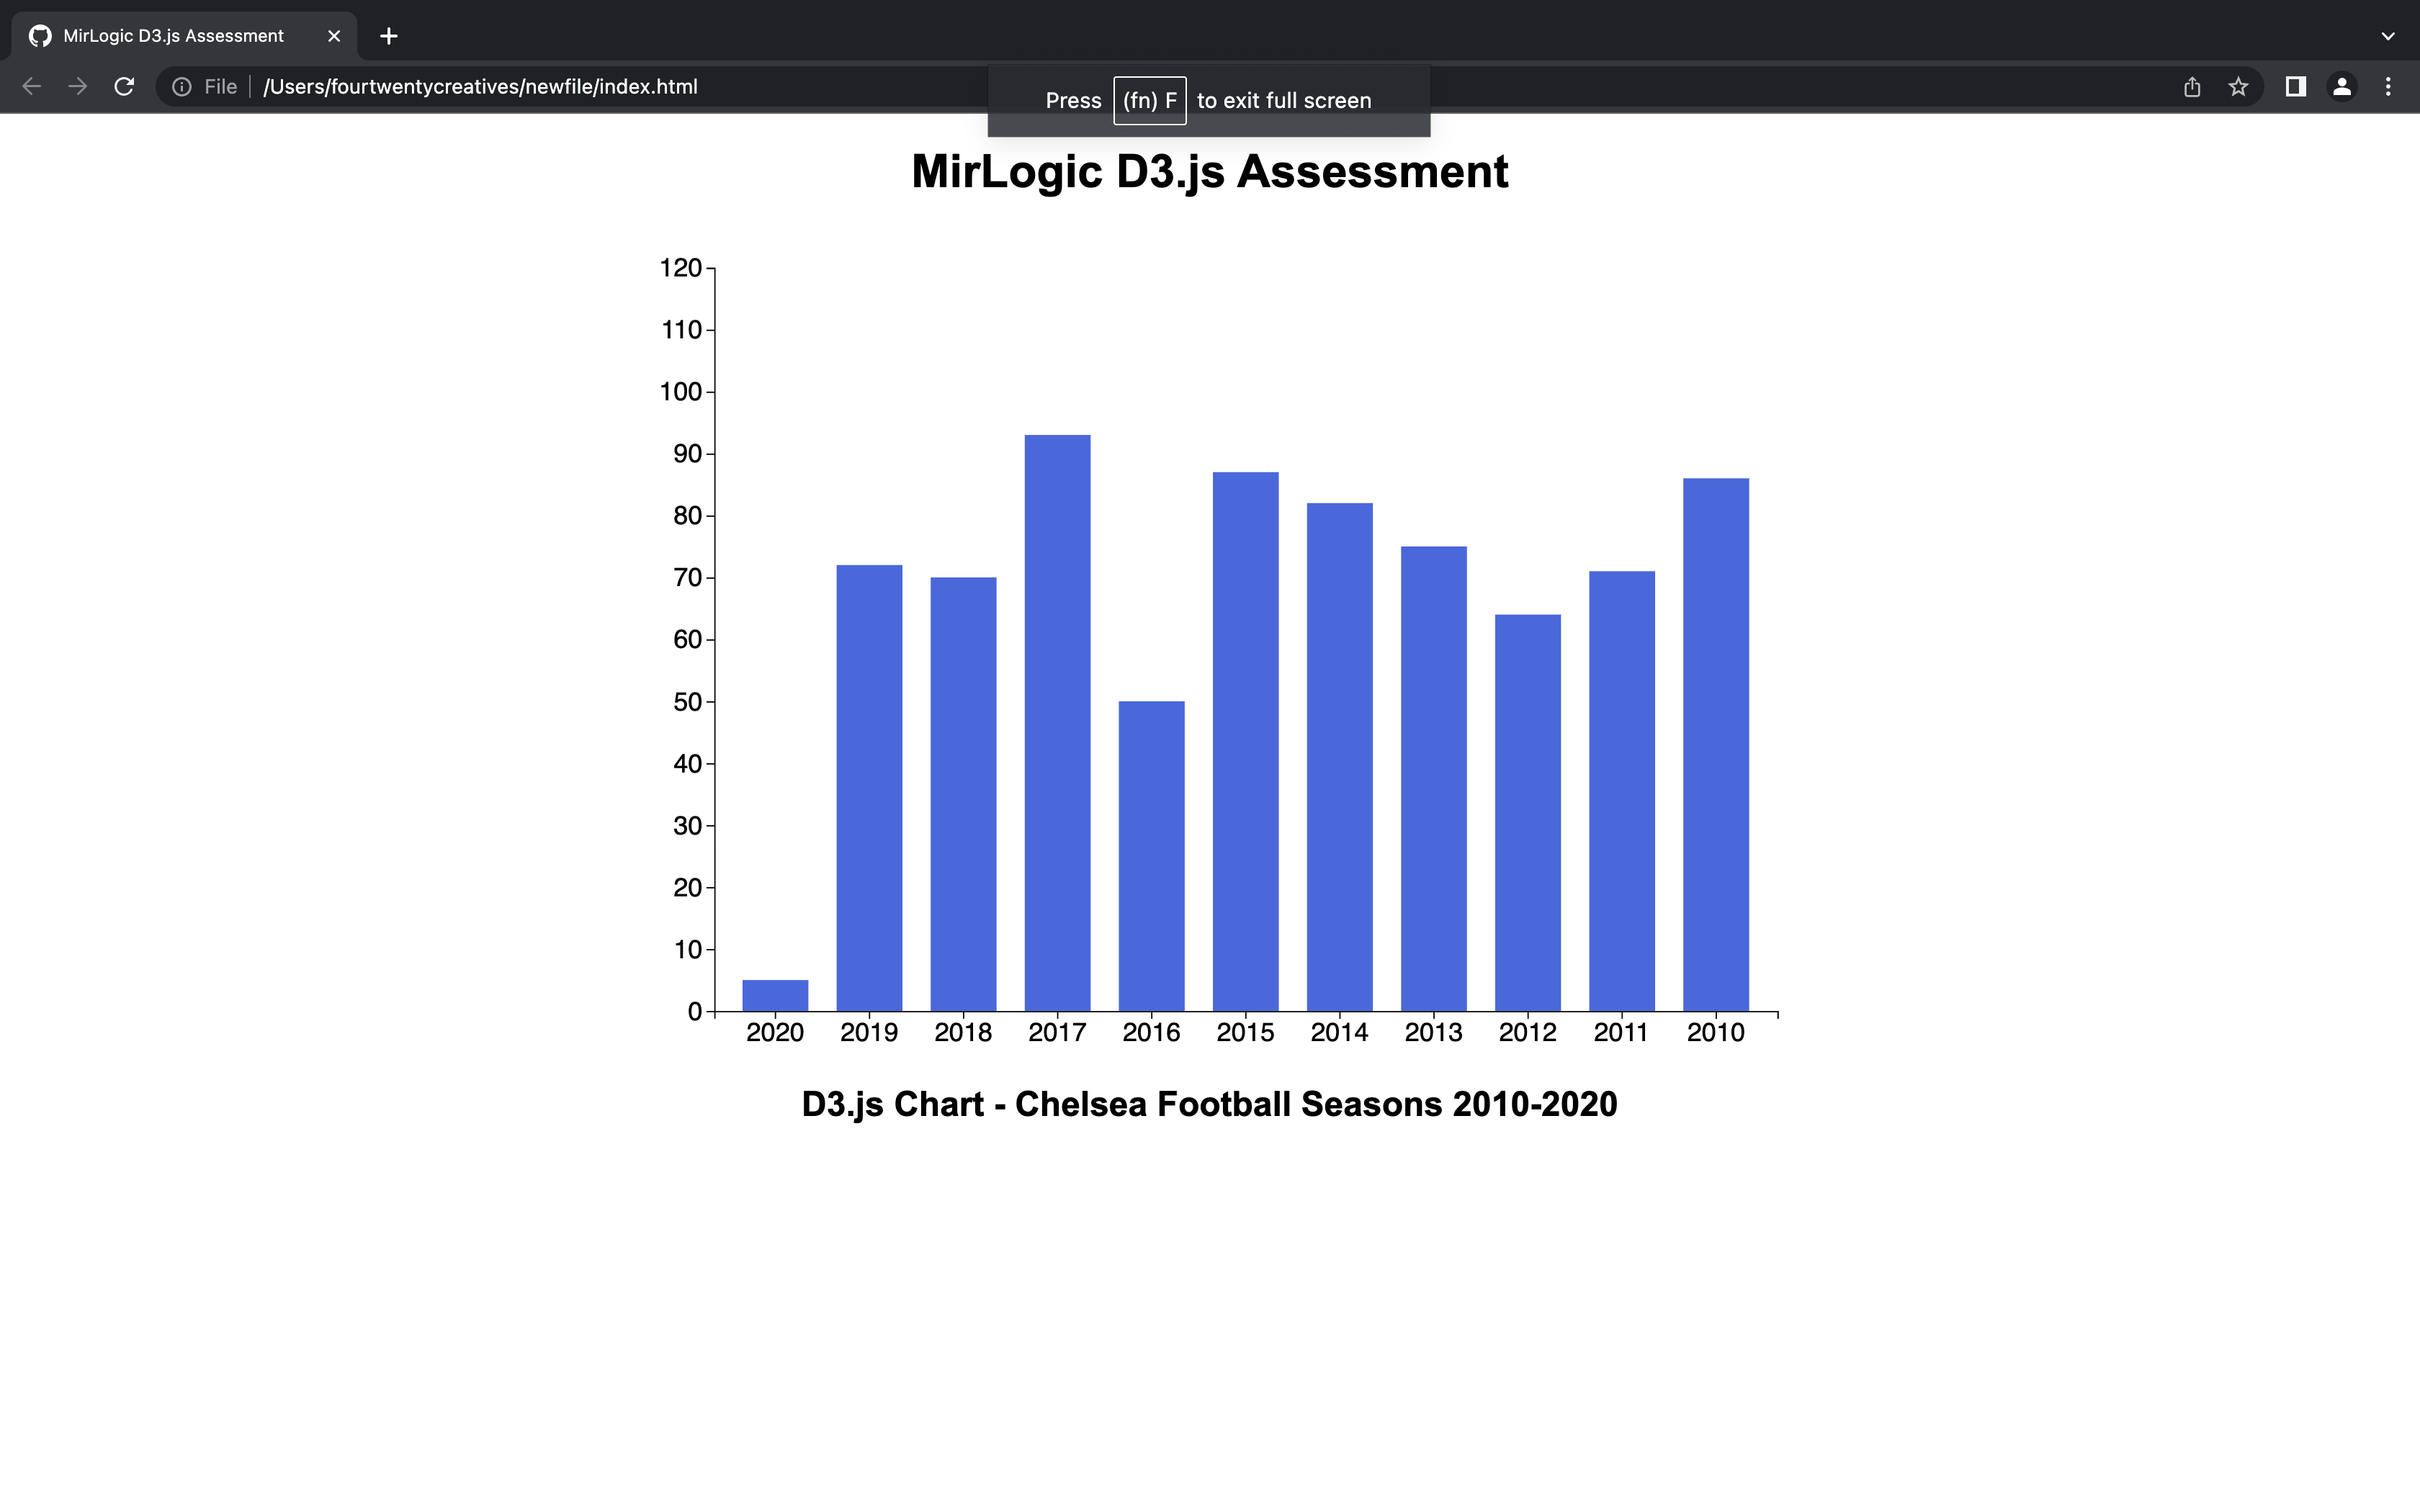 MirLogic D3.js Assessment
File /Users/fourtwentycreatives/newfile/index.html
Press (fn) F to exit full screen
MirLogic D3.js Assessment
120
110
100
90
80
70
60
50
40
30
20
10
0
2020 2019 2018 2017 2016 2015 2014 2013 2012 2011 2010
D3.js Chart - Chelsea Football Seasons 2010-2020